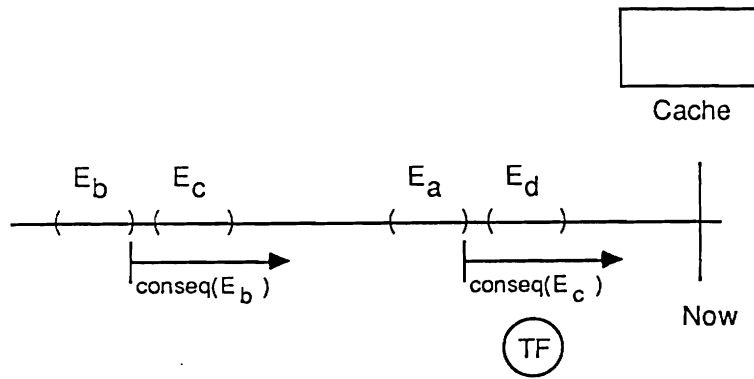 Cache
E_b E_c E_a E_d
conseq(E_b) conseq(E_c)
Now
TF